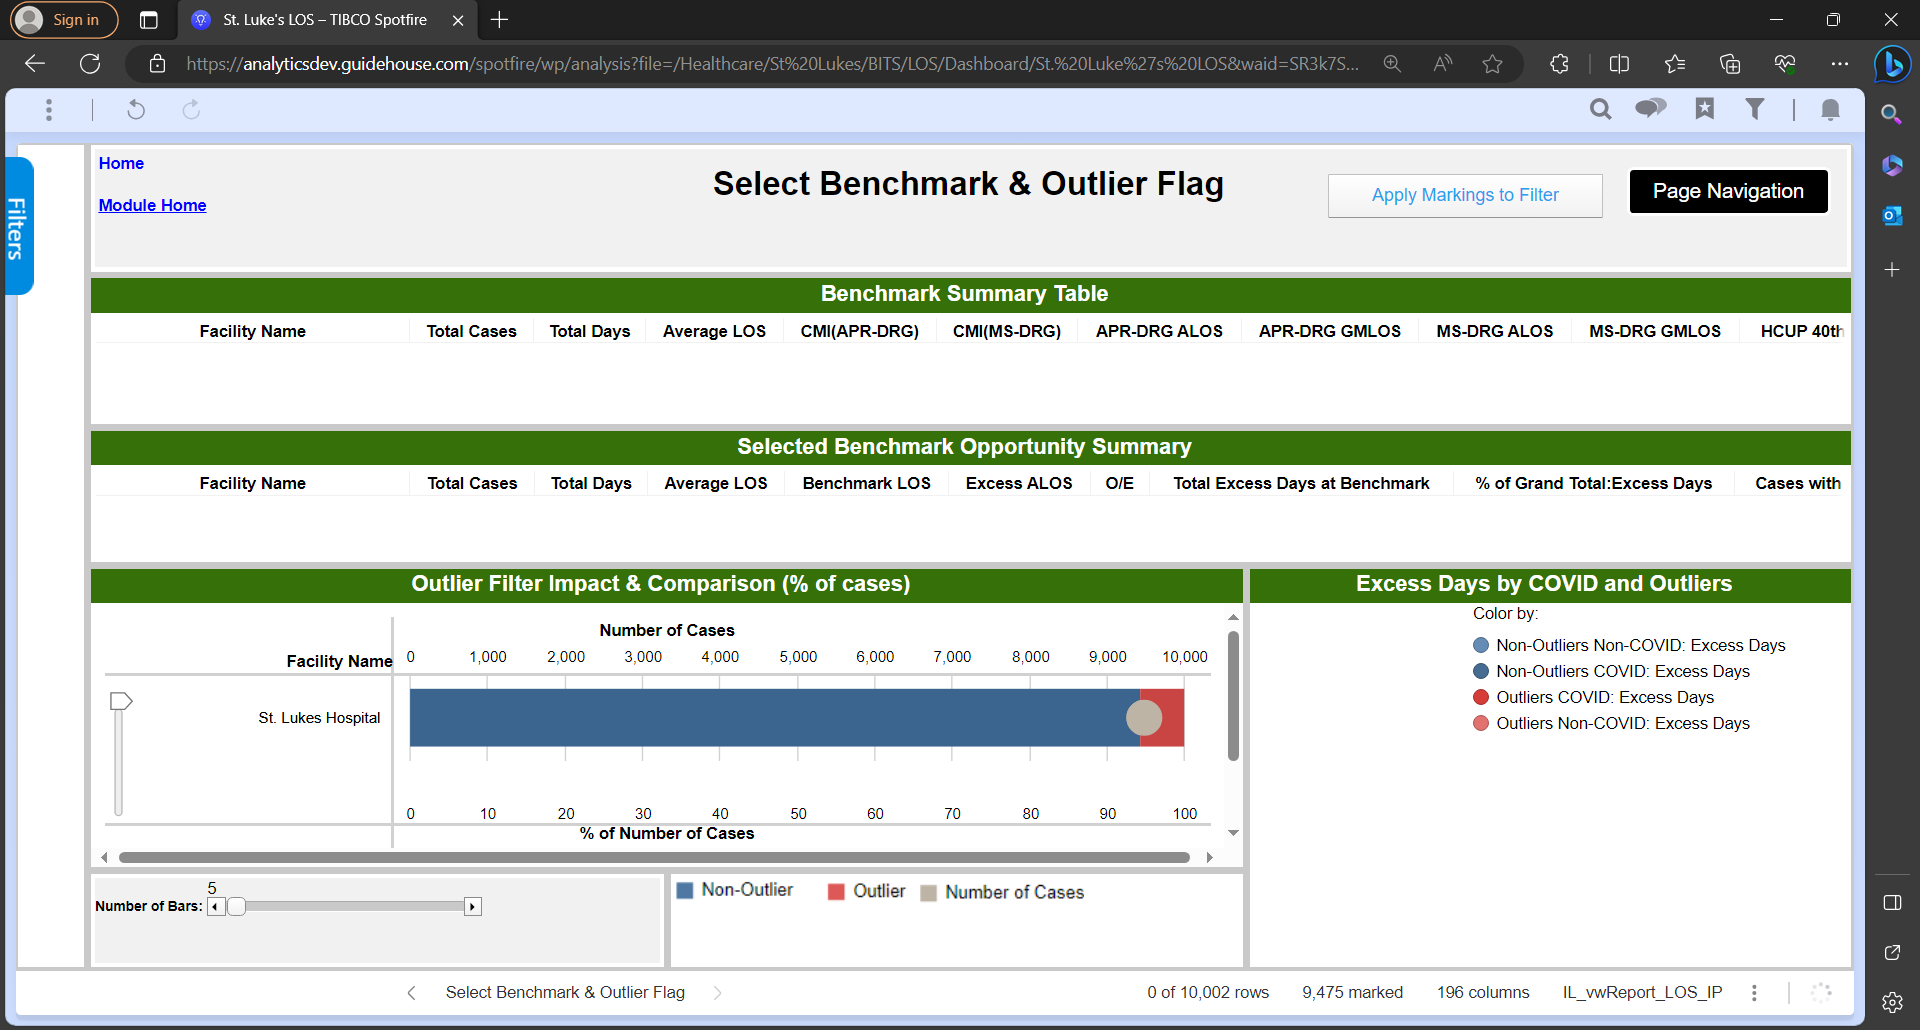 Sign in
St. Luke's LOS – TIBCO Spotfire
https://analyticsdev.guidehouse.com/spotfire/wp/analysis?file=/Healthcare/St%20Lukes/BITS/LOS/Dashboard/St.%20Luke%27s%20LOS&waid=SR3k7S...
Home
Module Home
Select Benchmark & Outlier Flag
Apply Markings to Filter
Page Navigation
Filters
Benchmark Summary Table
Facility Name Total Cases Total Days Average LOS CMI(APR-DRG) CMI(MS-DRG) APR-DRG ALOS APR-DRG GMLOS MS-DRG ALOS MS-DRG GMLOS HCUP 40th
Selected Benchmark Opportunity Summary
Facility Name Total Cases Total Days Average LOS Benchmark LOS Excess ALOS O/E Total Excess Days at Benchmark % of Grand Total:Excess Days Cases with
Outlier Filter Impact & Comparison (% of cases)
Number of Cases
Facility Name 0 1,000 2,000 3,000 4,000 5,000 6,000 7,000 8,000 9,000 10,000
St. Lukes Hospital
0 10 20 30 40 50 60 70 80 90 100
% of Number of Cases
Excess Days by COVID and Outliers
Color by:
Non-Outliers Non-COVID: Excess Days
Non-Outliers COVID: Excess Days
Outliers COVID: Excess Days
Outliers Non-COVID: Excess Days
5
Number of Bars:
Non-Outlier Outlier Number of Cases
Select Benchmark & Outlier Flag
0 of 10,002 rows 9,475 marked 196 columns IL_vwReport_LOS_IP